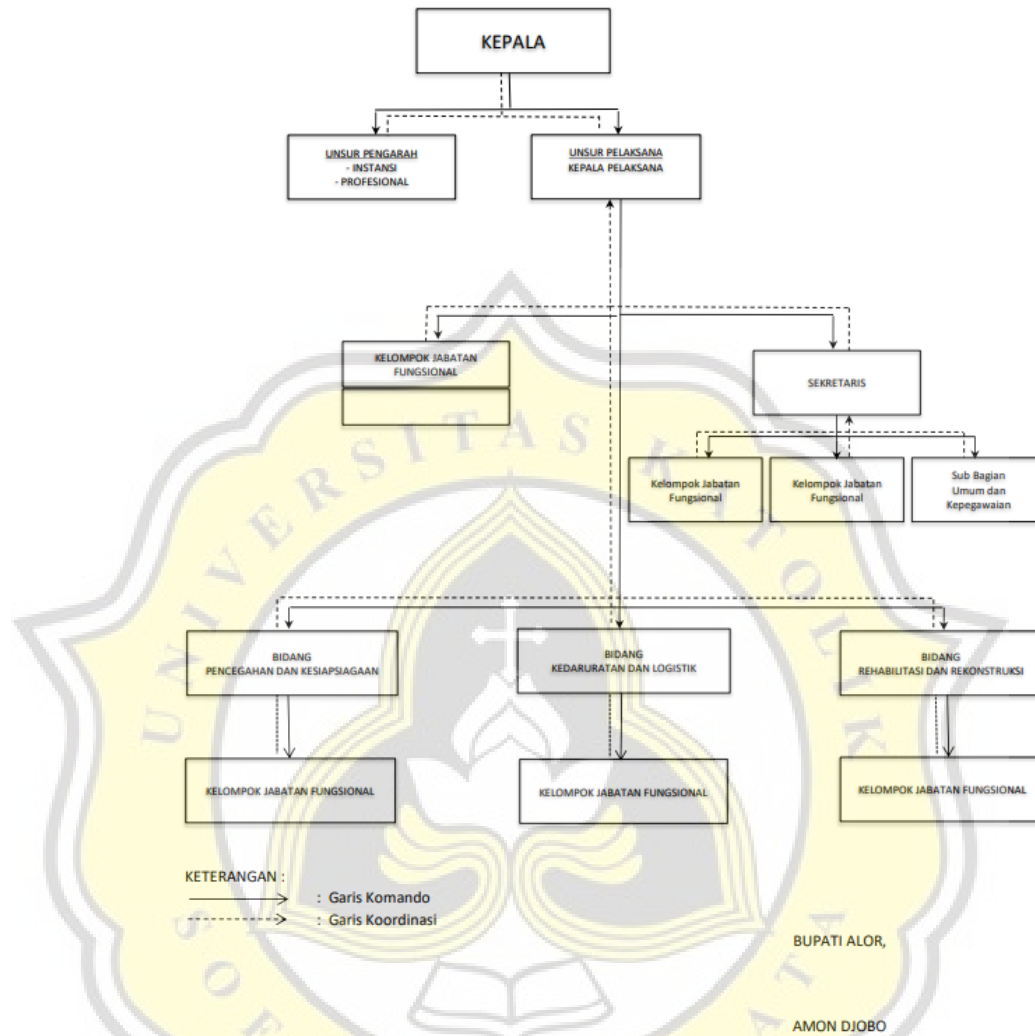 KEPALA
UNSUR PENGARAH
- INSTANSI
- PROFESIONAL
UNSUR PELAKSANA
KEPALA PELAKSANA
KELOMPOK JABATAN
FUNGSIONAL
SEKRETARIS
Kelompok Jabatan
Fungsional
Kelompok Jabatan
Fungsional
Sub Bagian
Umum dan
Kepegawaian
BIDANG
PENCEGAHAN DAN KESIAPSIAGAAN
BIDANG
KEDARURATAN DAN LOGISTIK
BIDANG
REHABILITASI DAN REKONSTRUKSI
KELOMPOK JABATAN FUNGSIONAL
KELOMPOK JABATAN FUNGSIONAL
KELOMPOK JABATAN FUNGSIONAL
KETERANGAN :
: Garis Komando
: Garis Koordinasi
BUPATI ALOR,
AMON DJOBO
UNIVERSITAS KATOLIK